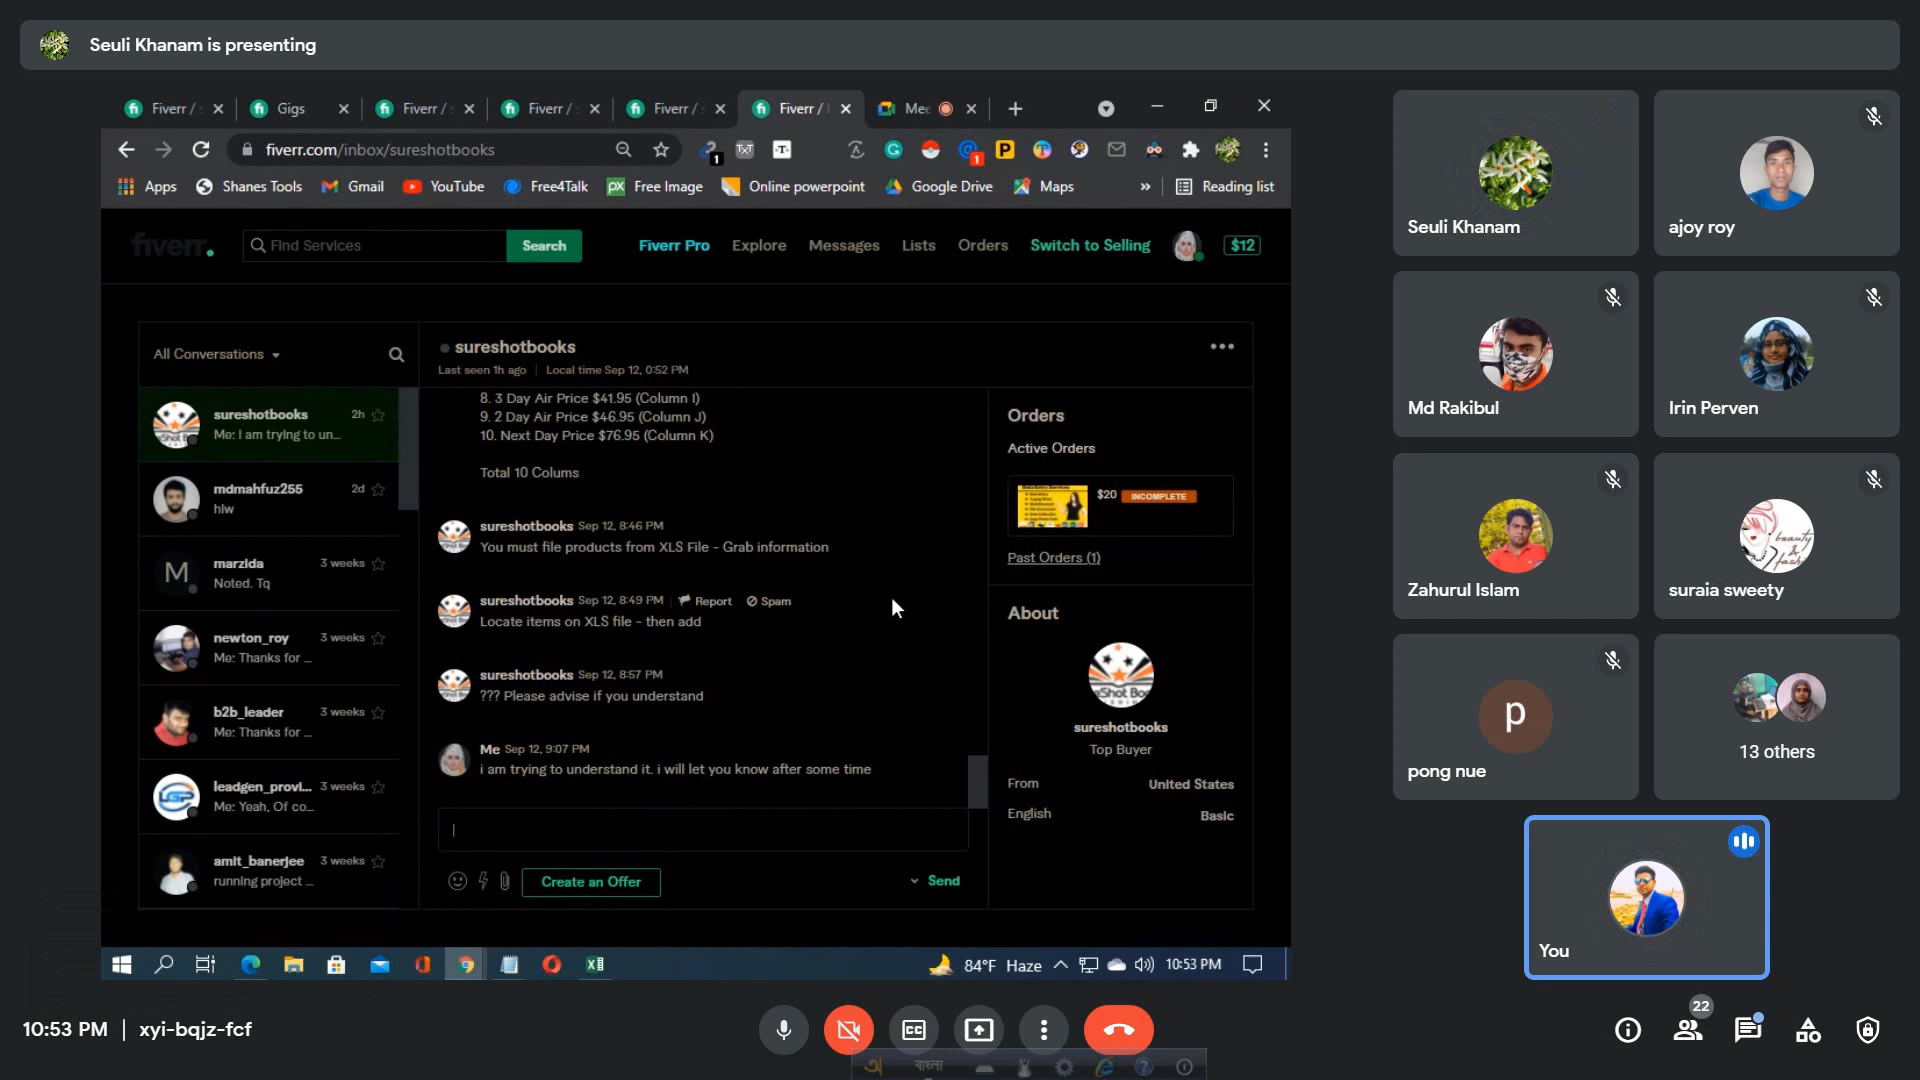 Seuli Khanam is presenting
Fiverr /
Gigs
Fiverr /
Fiverr /
Fiverr /
Fiverr /
Mee
fiverr.com/inbox/sureshotbooks
1
1
Apps
Shanes Tools
Gmail
YouTube
Free4Talk
Free Image
Online powerpoint
Google Drive
Maps
»
Reading list
fiverr.
Find Services
Search
Fiverr Pro
Explore
Messages
Lists
Orders
Switch to Selling
$12
All Conversations
sureshotbooks 2h
Me: I am trying to un...
mdmahfuz255 2d
hlw
M
marzida 3 weeks
Noted. Tq
newton_roy 3 weeks
Me: Thanks for ...
b2b_leader 3 weeks
Me: Thanks for ...
leadgen_provi... 3 weeks
Me: Yeah, Of co...
amit_banerjee 3 weeks
running project ...
sureshotbooks
Last seen 1h ago | Local time Sep 12, 0:52 PM
8. 3 Day Air Price $41.95 (Column I)
9. 2 Day Air Price $46.95 (Column J)
10. Next Day Price $76.95 (Column K)
Total 10 Colums
sureshotbooks Sep 12, 8:46 PM
You must file products from XLS File - Grab information
sureshotbooks Sep 12, 8:49 PM Report Spam
Locate items on XLS file - then add
sureshotbooks Sep 12, 8:57 PM
??? Please advise if you understand
Me Sep 12, 9:07 PM
i am trying to understand it. i will let you know after some time
Create an Offer
Send
Orders
Active Orders
$20 INCOMPLETE
Past Orders (1)
About
sureshotbooks
Top Buyer
From United States
English Basic
84°F Haze
10:53 PM
Seuli Khanam
ajoy roy
Md Rakibul
Irin Perven
Zahurul Islam
suraia sweety
p
pong nue
13 others
You
10:53 PM | xyi-bqjz-fcf
22
বাংলা